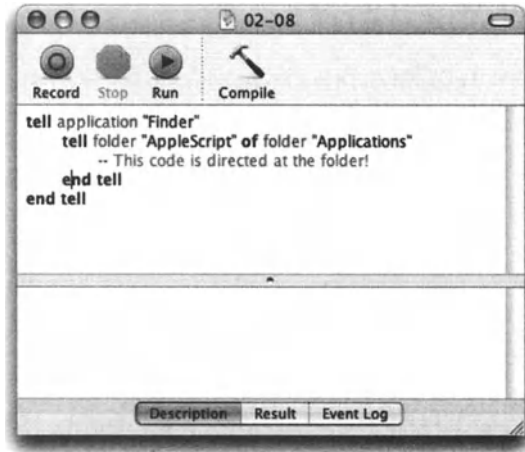 02-08
Record Stop Run Compile
tell application "Finder"
tell folder "AppleScript" of folder "Applications"
-- This code is directed at the folder!
end tell
end tell
Description Result Event Log